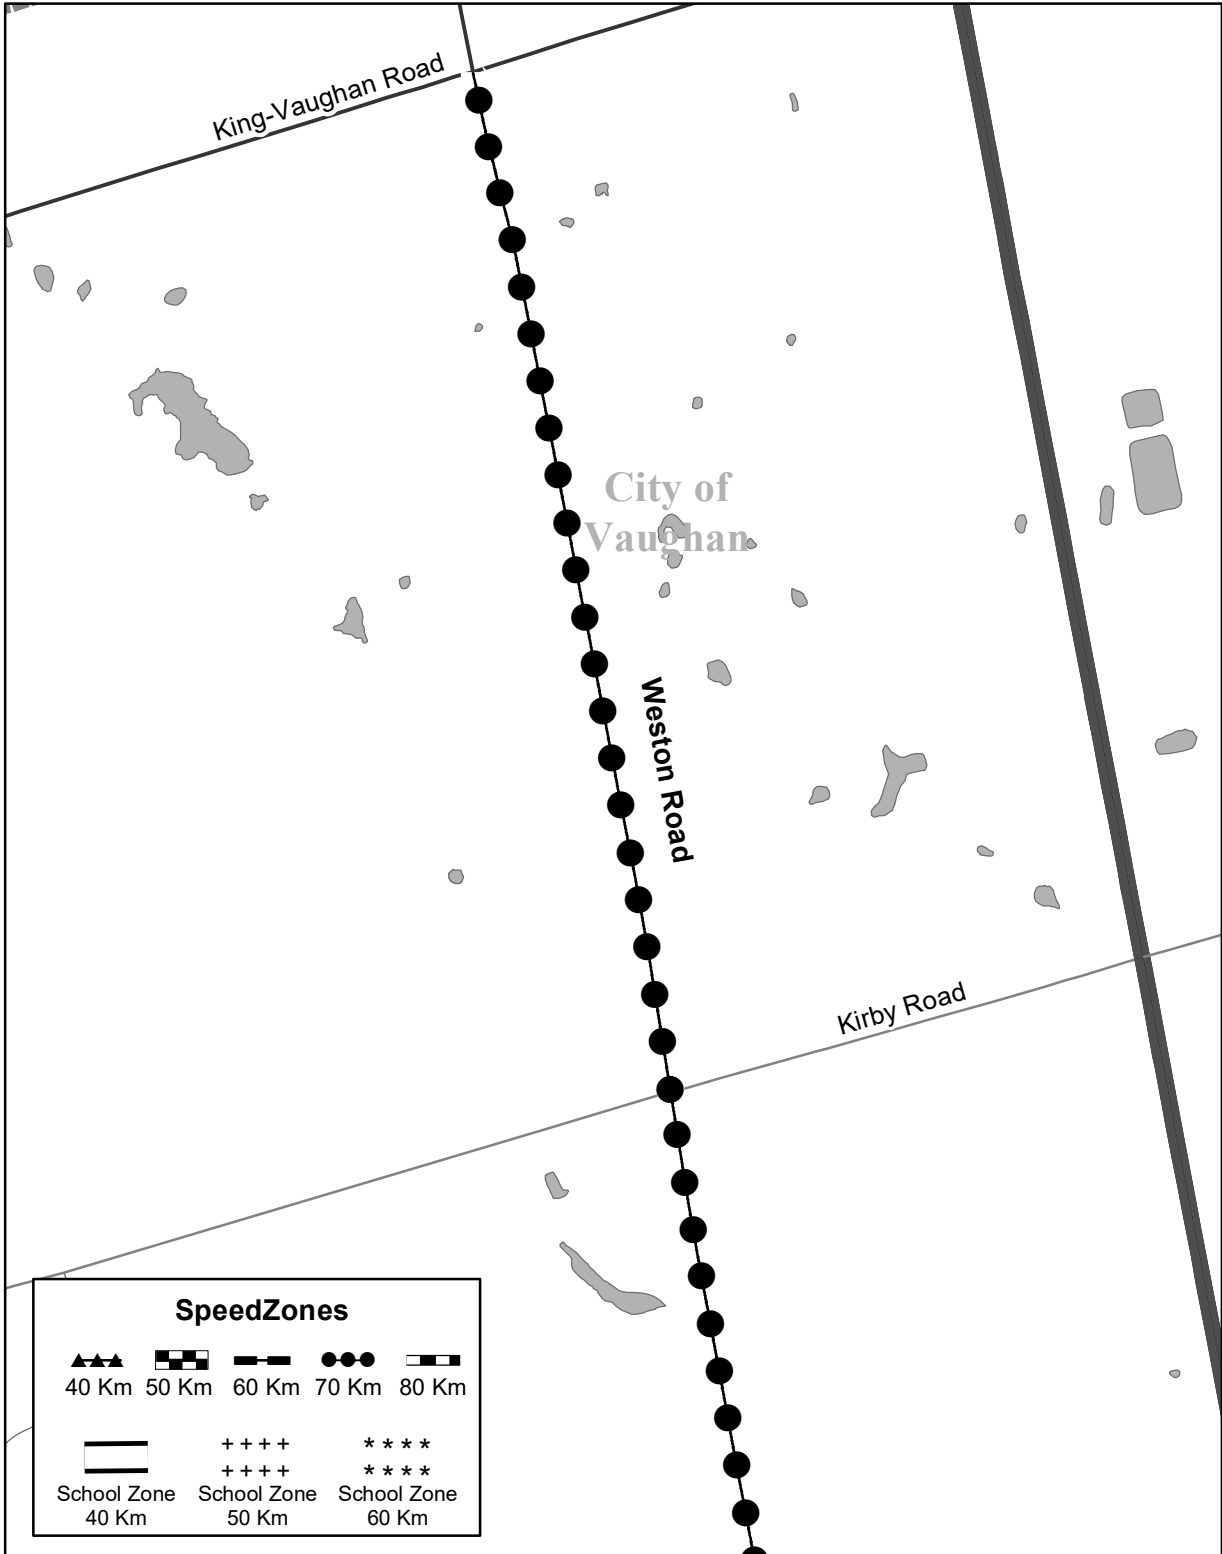 King-Vaughan Road
City of
Vaughan
Weston Road
Kirby Road
SpeedZones
40 Km 50 Km 60 Km 70 Km 80 Km
School Zone School Zone School Zone
40 Km 50 Km 60 Km